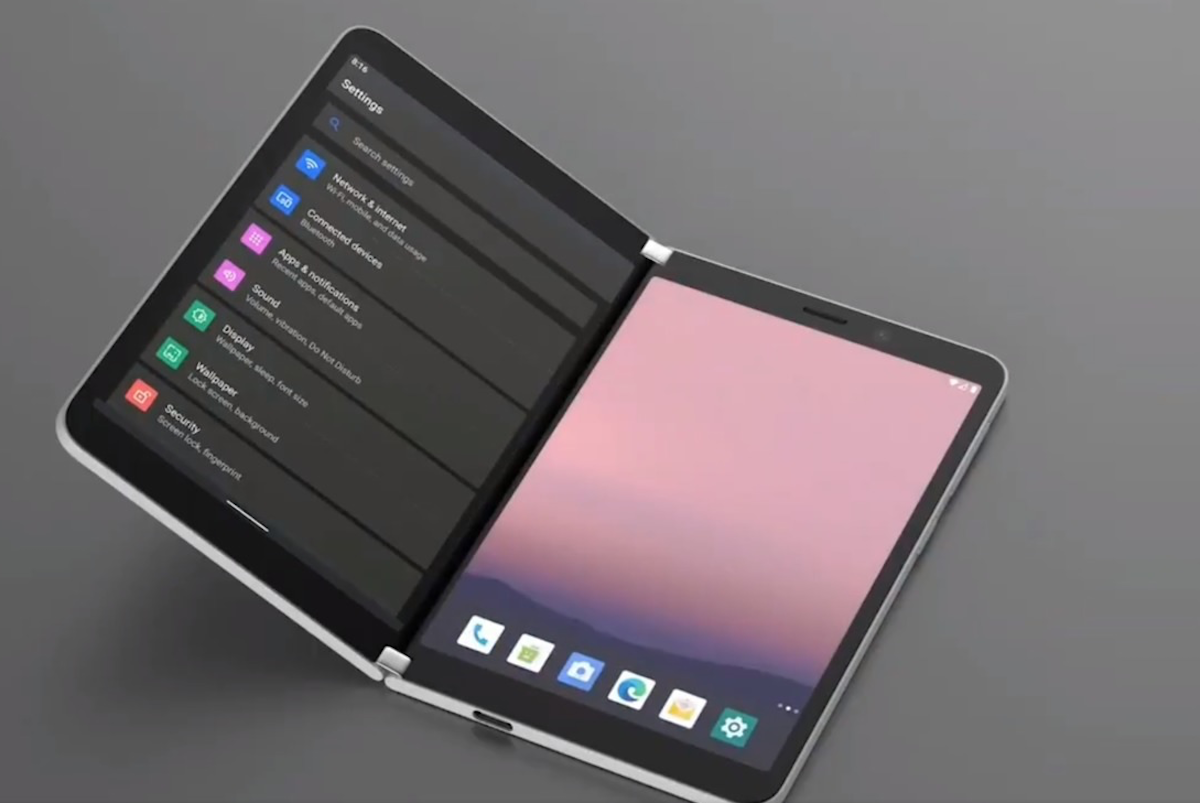 8:16
Settings
Search settings
Network & internet
Wi-Fi, mobile, and data usage
Connected devices
Bluetooth
Apps & notifications
Recent apps, default apps
Sound
Volume, vibration, Do Not Disturb
Display
Wallpaper, sleep, font size
Wallpaper
Lock screen, background
Security
Screen lock, fingerprint